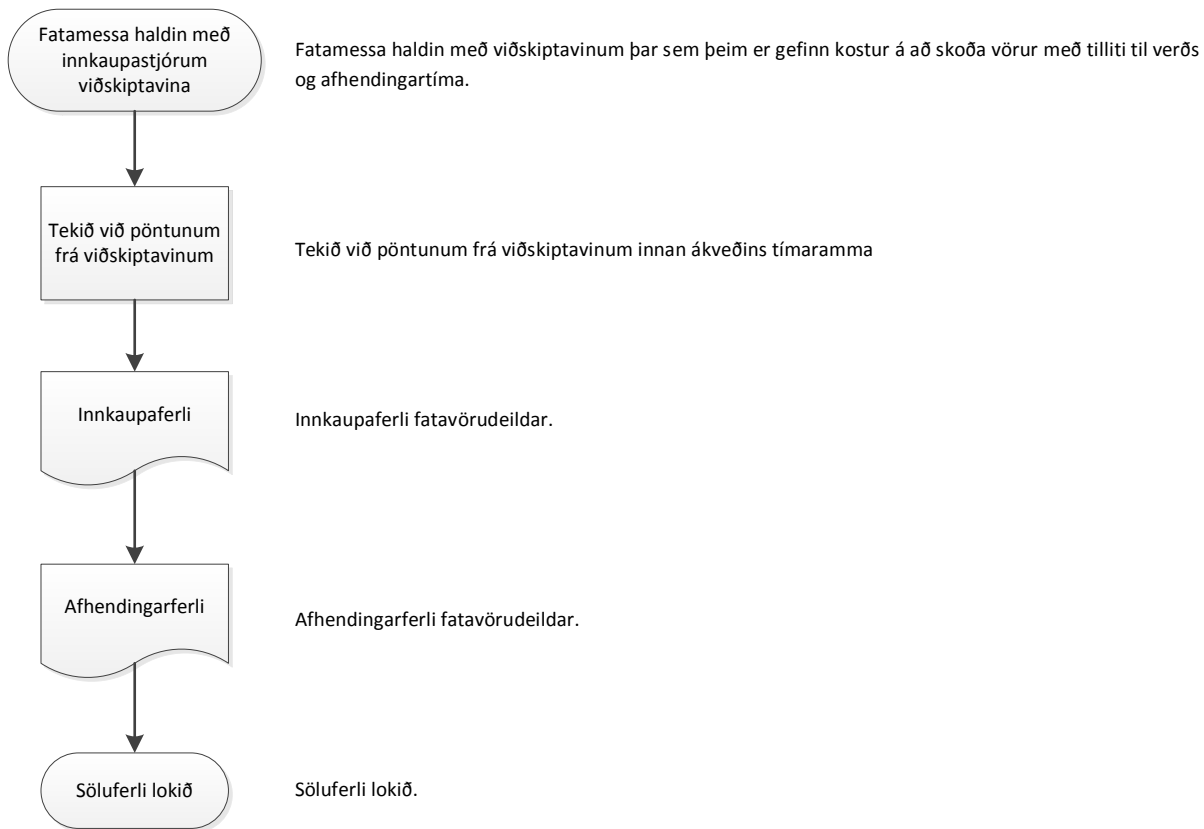 Fatamessa haldin með
innkaupastjórum
viðskiptavina
Fatamessa haldin með viðskiptavinum þar sem þeim er gefinn kostur á að skoða vörur með tilliti til verðs
og afhendingartíma.
Tekið við pöntunum
frá viðskiptavinum
Tekið við pöntunum frá viðskiptavinum innan ákveðins tímaramma
Innkaupaferli
Innkaupaferli fatavörudeildar.
Afhendingarferli
Afhendingarferli fatavörudeildar.
Söluferli lokið
Söluferli lokið.